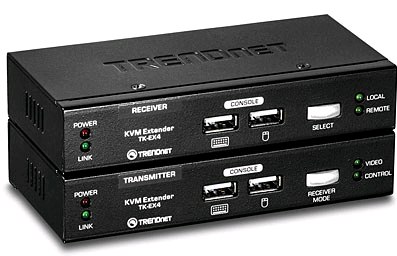 TRENDNET
RECEIVER
CONSOLE
POWER
LOCAL
REMOTE
KVM Extender
TK-EX4
SELECT
LINK
TRENDNET
TRANSMITTER
CONSOLE
POWER
VIDEO
CONTROL
KVM Extender
TK-EX4
RECEIVER
MODE
LINK
TRENDNET